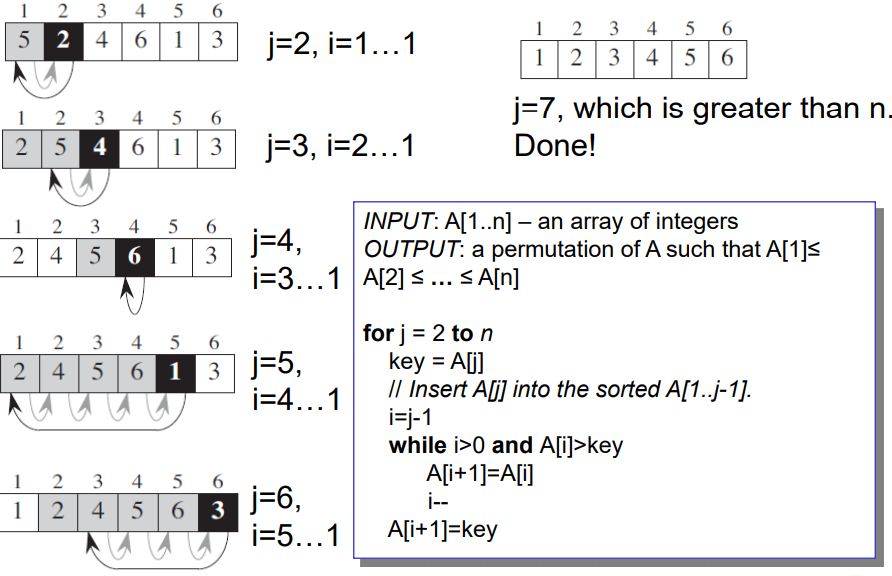 1 2 3 4 5 6
5 2 4 6 1 3
j=2, i=1…1
1 2 3 4 5 6
2 5 4 6 1 3
j=3, i=2…1
1 2 3 4 5 6
2 4 5 6 1 3
j=4,
i=3…1
1 2 3 4 5 6
2 4 5 6 1 3
j=5,
i=4…1
1 2 3 4 5 6
1 2 4 5 6 3
j=6,
i=5…1
1 2 3 4 5 6
1 2 3 4 5 6
j=7, which is greater than n.
Done!
INPUT: A[1..n] – an array of integers
OUTPUT: a permutation of A such that A[1]≤
A[2] ≤ … ≤ A[n]
for j = 2 to n
key = A[j]
// Insert A[j] into the sorted A[1..j-1].
i=j-1
while i>0 and A[i]>key
A[i+1]=A[i]
i--
A[i+1]=key